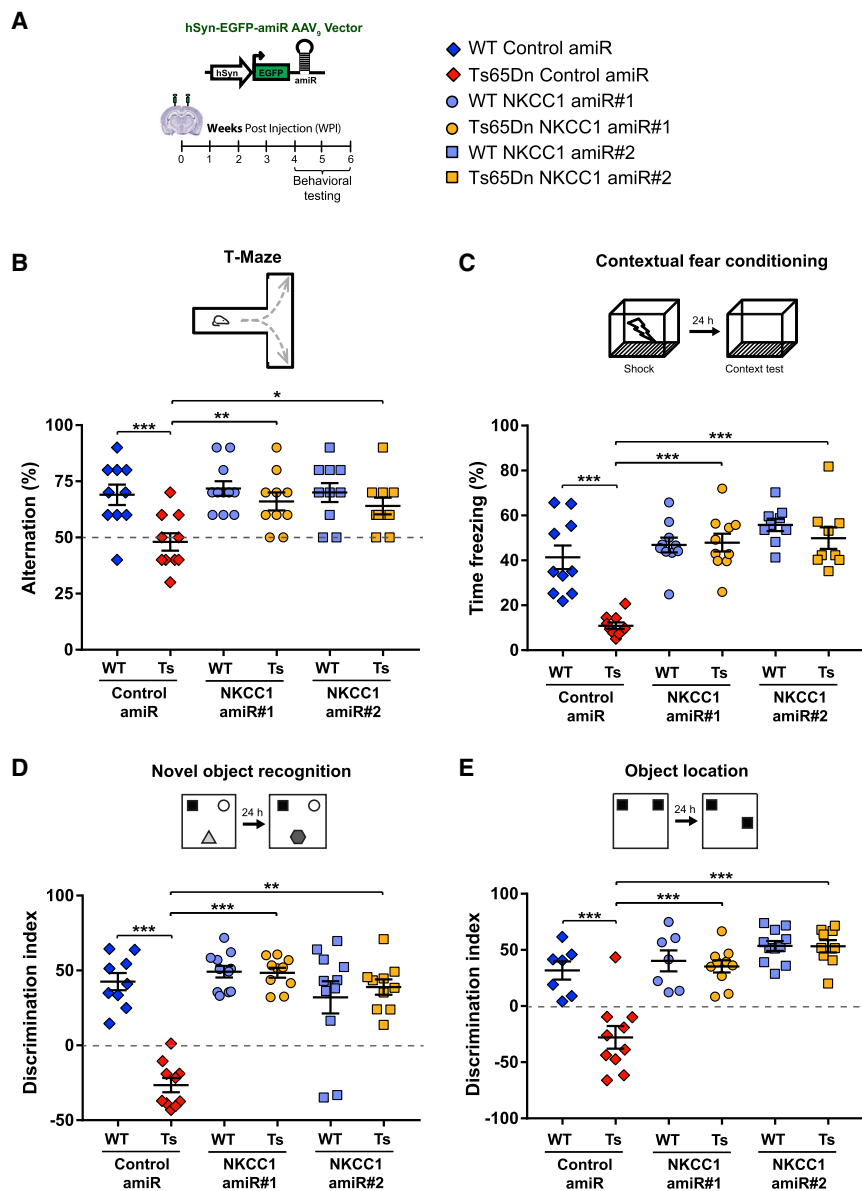 A
hSyn-EGFP-amiR AAV9 Vector
hSyn
EGFP
amiR
Weeks Post Injection (WPI)
0 1 2 3 4 5 6
Behavioral
testing
WT Control amiR
Ts65Dn Control amiR
WT NKCC1 amiR#1
Ts65Dn NKCC1 amiR#1
WT NKCC1 amiR#2
Ts65Dn NKCC1 amiR#2
B
T-Maze
*
**
***
Alternation (%)
100
75
50
25
0
WT Ts WT Ts WT Ts
Control NKCC1 NKCC1
amiR amiR#1 amiR#2
C
Contextual fear conditioning
24 h
Shock Context test
***
***
***
Time freezing (%)
100
80
60
40
20
0
WT Ts WT Ts WT Ts
Control NKCC1 NKCC1
amiR amiR#1 amiR#2
D
Novel object recognition
24 h
**
***
***
Discrimination index
100
50
0
-50
WT Ts WT Ts WT Ts
Control NKCC1 NKCC1
amiR amiR#1 amiR#2
E
Object location
24 h
***
***
***
Discrimination index
100
50
0
-50
-100
WT Ts WT Ts WT Ts
Control NKCC1 NKCC1
amiR amiR#1 amiR#2